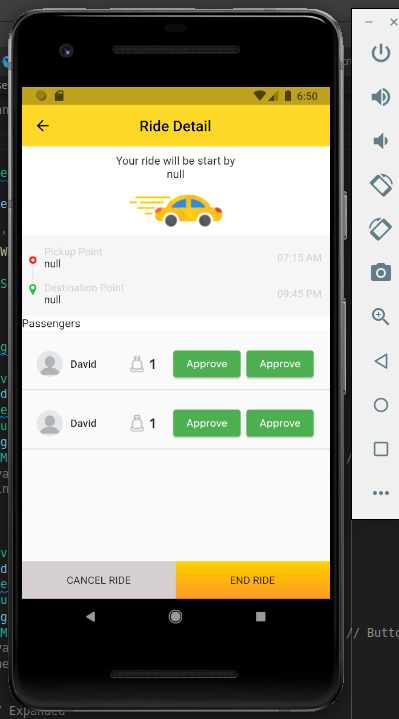 6:50
Ride Detail
Your ride will be start by
null
Pickup Point
null
07:15 AM
Destination Point
null
09:45 PM
Passengers
David
1
Approve
Approve
David
1
Approve
Approve
CANCEL RIDE
END RIDE
// Butto
Expanded